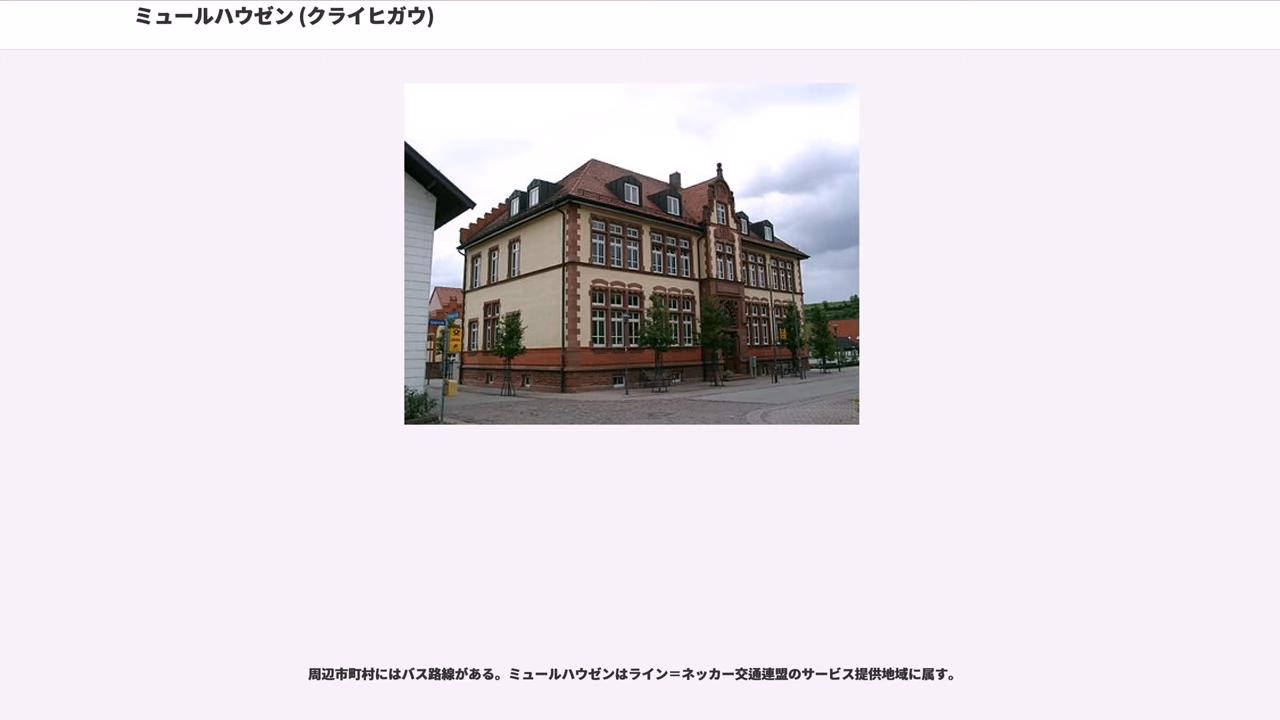 ミュールハウゼン (クライヒガウ)
周辺市町村にはバス路線がある。ミュールハウゼンはライン＝ネッカー交通連盟のサービス提供地域に属す。